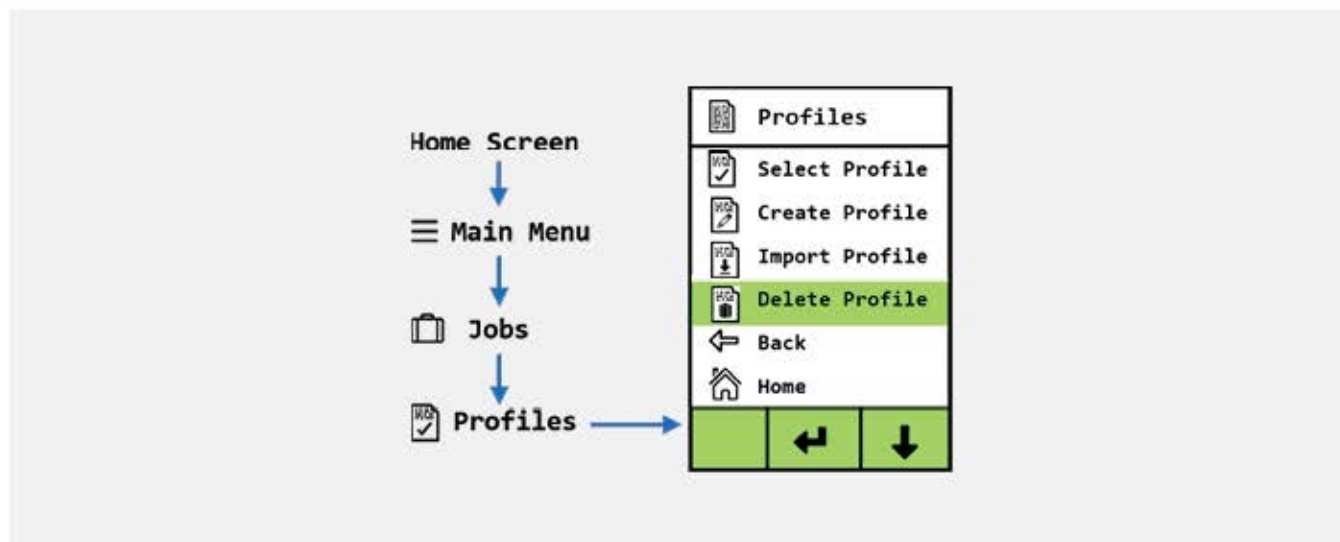 Home Screen
Main Menu
Jobs
Profiles
Profiles
Select Profile
Create Profile
Import Profile
Delete Profile
Back
Home